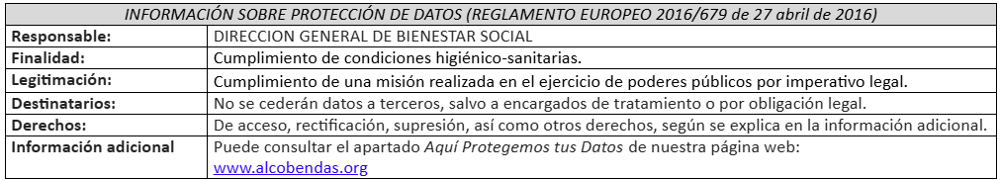 INFORMACIÓN SOBRE PROTECCIÓN DE DATOS (REGLAMENTO EUROPEO 2016/679 de 27 abril de 2016)
Responsable: DIRECCION GENERAL DE BIENESTAR SOCIAL
Finalidad: Cumplimiento de condiciones higiénico-sanitarias.
Legitimación: Cumplimiento de una misión realizada en el ejercicio de poderes públicos por imperativo legal.
Destinatarios: No se cederán datos a terceros, salvo a encargados de tratamiento o por obligación legal.
Derechos: De acceso, rectificación, supresión, así como otros derechos, según se explica en la información adicional.
Información adicional Puede consultar el apartado Aquí Protegemos tus Datos de nuestra página web:
www.alcobendas.org